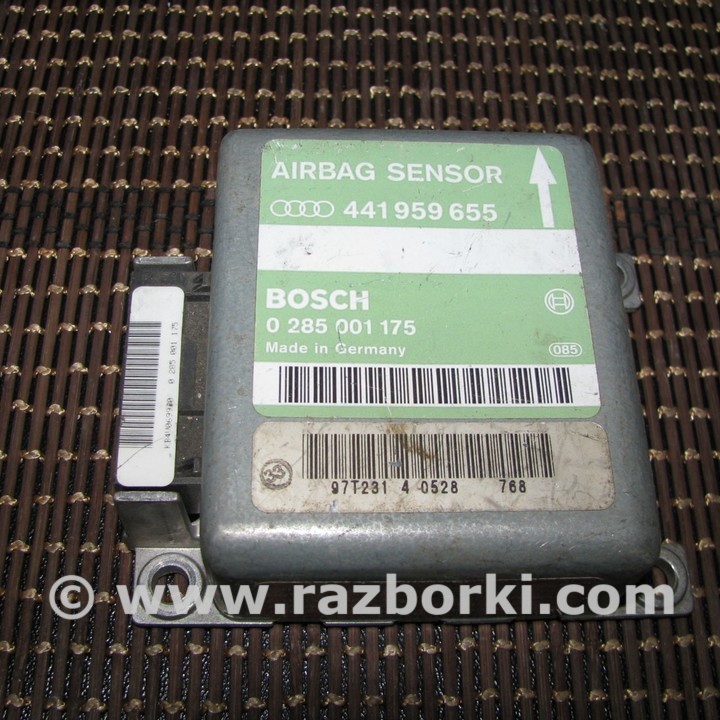 AIRBAG SENSOR
441 959 655
BOSCH
0 285 001 175
Made in Germany
085
97T231 4 0528 768
0 285 001 175
© www.razborki.com